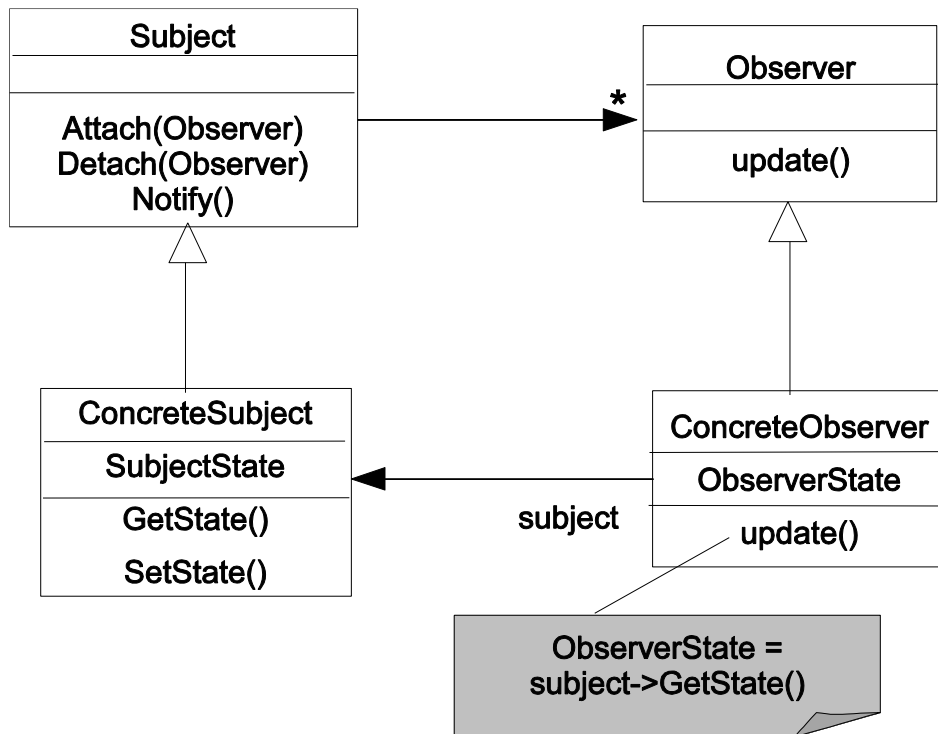 Subject
Attach(Observer)
Detach(Observer)
Notify()
*
Observer
update()
ConcreteSubject
SubjectState
GetState()
SetState()
subject
ConcreteObserver
ObserverState
update()
ObserverState =
subject->GetState()